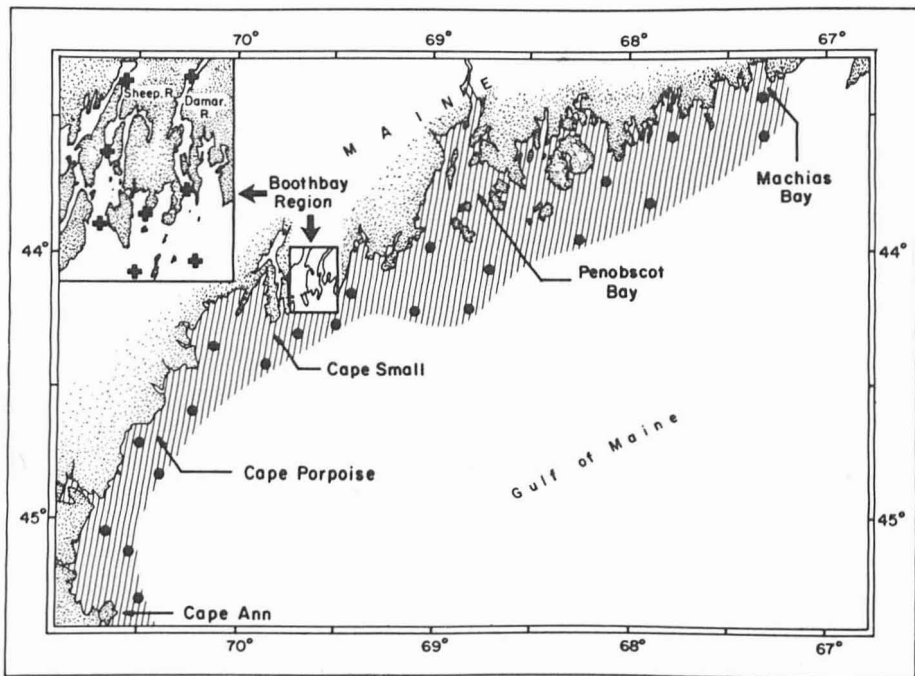 70°
69°
68°
67°
Sheep. R.
Damar.
R.
MAINE
Boothbay
Region
Machias
Bay
44°
44°
Penobscot
Bay
Cape Small
Gulf of Maine
Cape Porpoise
45°
45°
Cape Ann
70°
69°
68°
67°